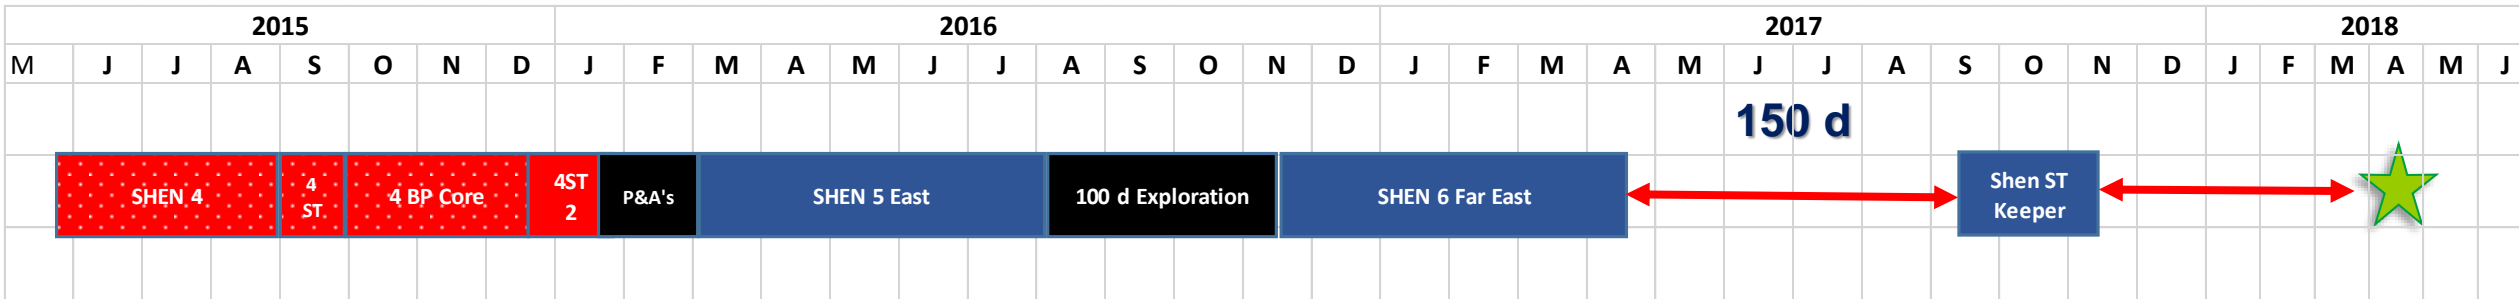 2015 2016 2017 2018
M J J A S O N D J F M A M J J A S O N D J F M A M J J A S O N D J F M A M J
150 d
SHEN 4
4
ST
4 BP Core
4ST
2
P&A's
SHEN 5 East
100 d Exploration
SHEN 6 Far East
Shen ST
Keeper